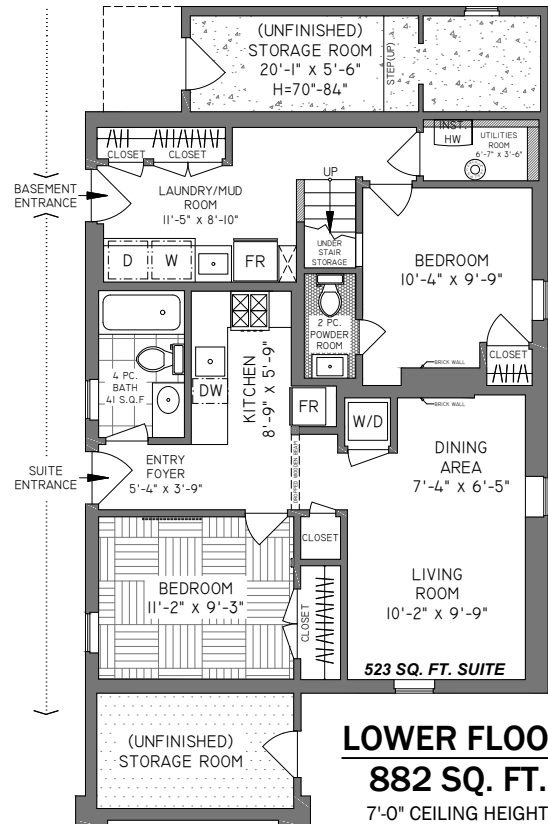 (UNFINISHED)
STORAGE ROOM
20'-1" X 5'-6"
H=70"-84"
STEP(UP)
INST.
HW
UTILITIES
ROOM
6'-7" X 3'-6"
CLOSET
CLOSET
BASEMENT
ENTRANCE
LAUNDRY/MUD
ROOM
11'-5" X 8'-10"
UP
UNDER
STAIR
STORAGE
BEDROOM
10'-4" X 9'-9"
D
W
FR
2 PC.
POWDER
ROOM
4 PC.
BATH
41 S.Q.F
DW
KITCHEN
8'-9" X 5'-9"
CLOSET
BRICK WALL
BRICK WALL
FR
W/D
DINING
AREA
7'-4" X 6'-5"
SUITE
ENTRANCE
ENTRY
FOYER
5'-4" X 3'-9"
DROPPED WOODEN BEAM
CLOSET
BEDROOM
11'-2" X 9'-3"
CLOSET
LIVING
ROOM
10'-2" X 9'-9"
523 SQ. FT. SUITE
(UNFINISHED)
STORAGE ROOM
LOWER FLOO
882 SQ. FT.
7'-0" CEILING HEIGHT